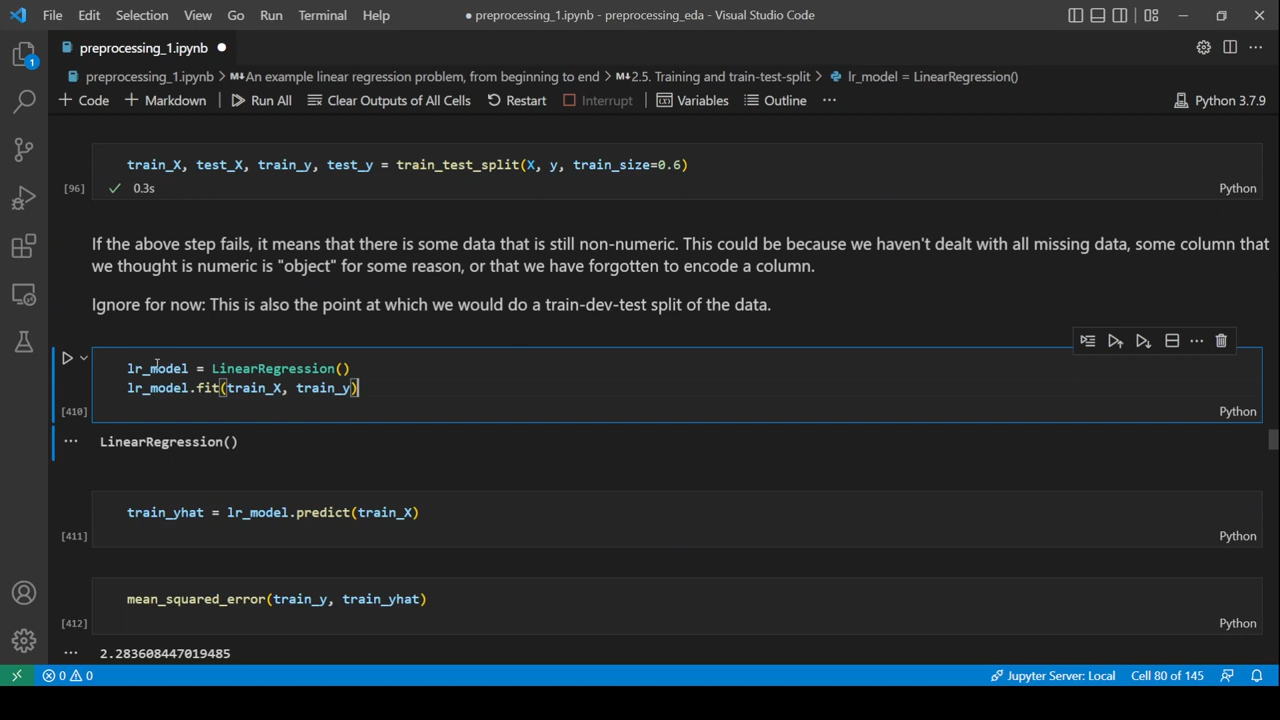 File Edit Selection View Go Run Terminal Help ● preprocessing_1.ipynb - preprocessing_eda - Visual Studio Code
preprocessing_1.ipynb ●
preprocessing_1.ipynb > M↓An example linear regression problem, from beginning to end > M↓2.5. Training and train-test-split > lr_model = LinearRegression()
+ Code + Markdown Run All Clear Outputs of All Cells Restart Interrupt Variables Outline ··· Python 3.7.9
1
train_X, test_X, train_y, test_y = train_test_split(X, y, train_size=0.6)
[96] ✓ 0.3s Python
If the above step fails, it means that there is some data that is still non-numeric. This could be because we haven't dealt with all missing data, some column that
we thought is numeric is "object" for some reason, or that we have forgotten to encode a column.
Ignore for now: This is also the point at which we would do a train-dev-test split of the data.
lr_model = LinearRegression()
lr_model.fit(train_X, train_y)
[410] Python
··· LinearRegression()
train_yhat = lr_model.predict(train_X)
[411] Python
mean_squared_error(train_y, train_yhat)
[412] Python
··· 2.283608447019485
0 0 Jupyter Server: Local Cell 80 of 145